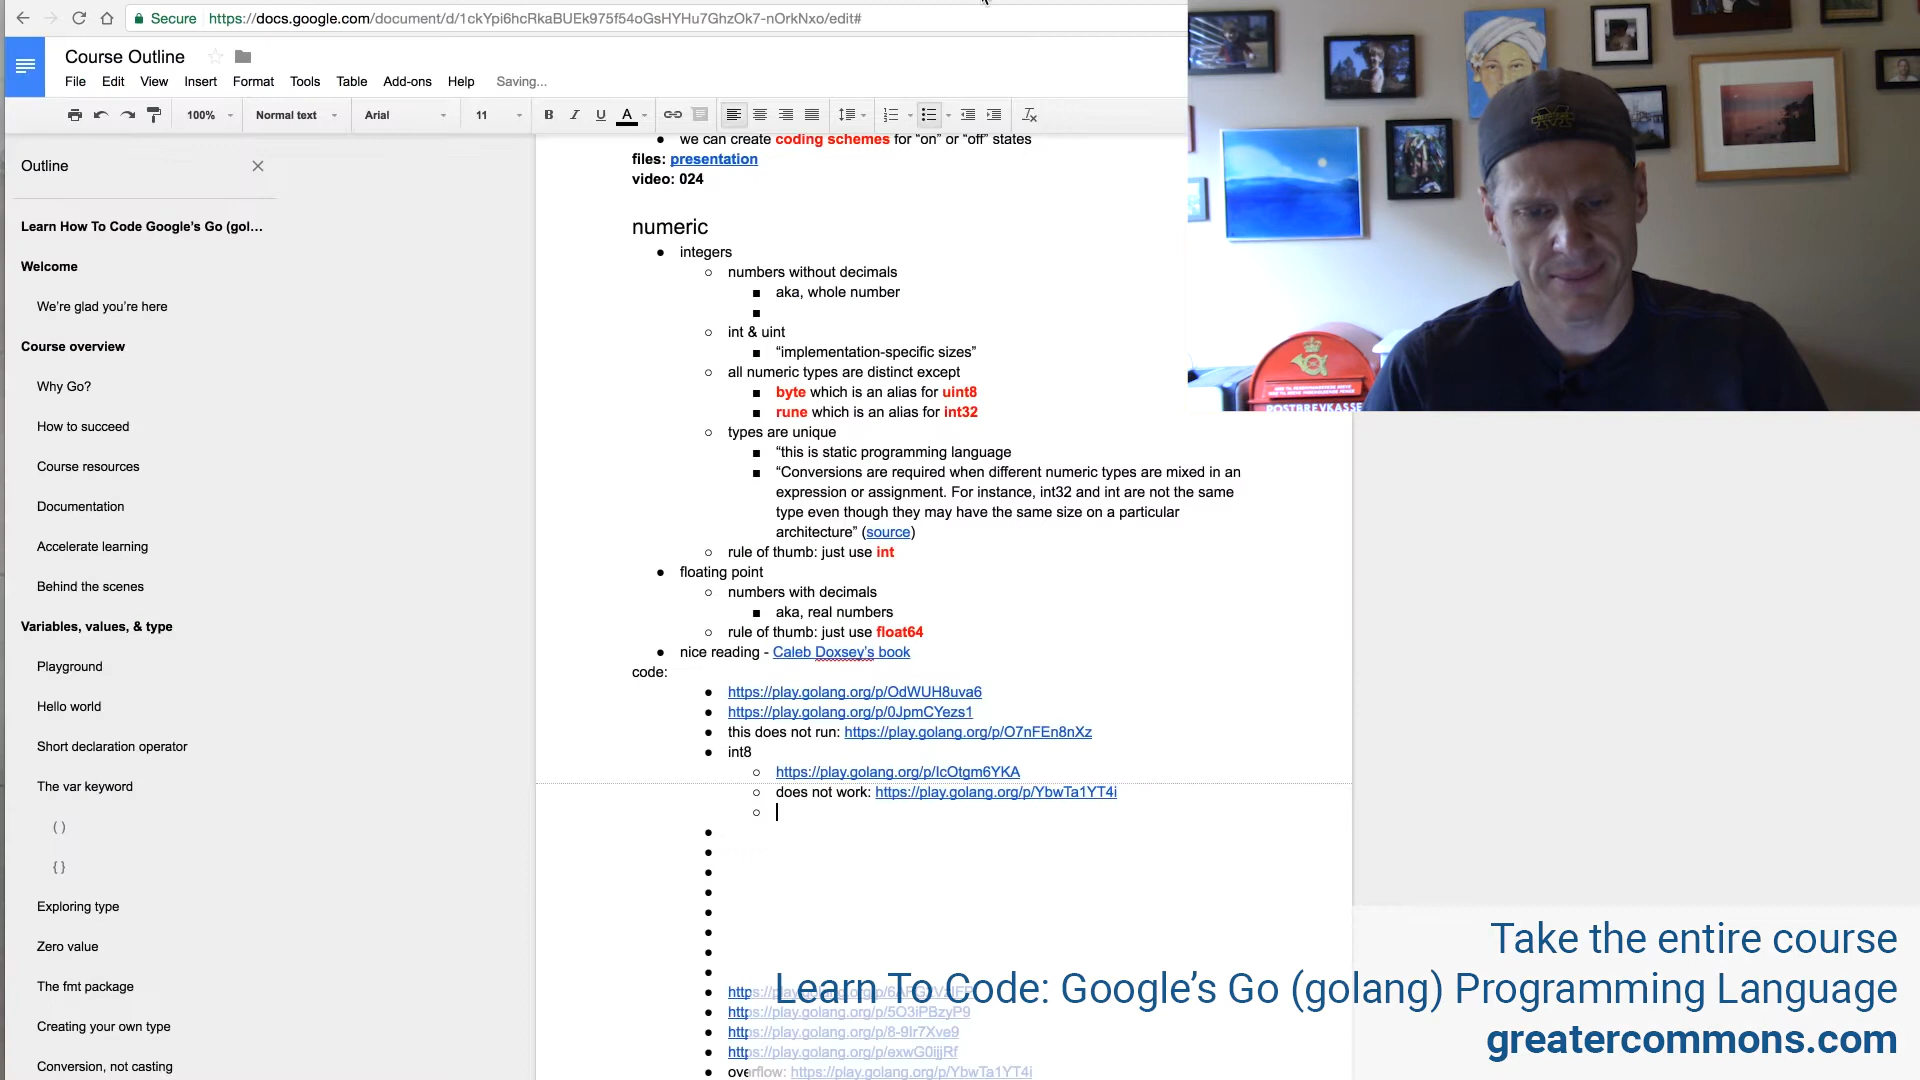 Secure https://docs.google.com/document/d/1ckYpi6hcRkaBUEk975f54oGsHYHu7GhzOk7-nOrkNxo/edit#
Course Outline
File Edit View Insert Format Tools Table Add-ons Help Saving...
100% Normal text Arial 11 B I U A
Outline
Learn How To Code Google's Go (gol...
Welcome
We're glad you're here
Course overview
Why Go?
How to succeed
Course resources
Documentation
Accelerate learning
Behind the scenes
Variables, values, & type
Playground
Hello world
Short declaration operator
The var keyword
( )
{ }
Exploring type
Zero value
The fmt package
Creating your own type
Conversion, not casting
● we can create coding schemes for “on” or “off” states
files: presentation
video: 024
numeric
● integers
○ numbers without decimals
■ aka, whole number
■
○ int & uint
■ “implementation-specific sizes”
○ all numeric types are distinct except
■ byte which is an alias for uint8
■ rune which is an alias for int32
○ types are unique
■ “this is static programming language
■ “Conversions are required when different numeric types are mixed in an
expression or assignment. For instance, int32 and int are not the same
type even though they may have the same size on a particular
architecture” (source)
○ rule of thumb: just use int
● floating point
○ numbers with decimals
■ aka, real numbers
○ rule of thumb: just use float64
● nice reading - Caleb Doxsey’s book
code:
● https://play.golang.org/p/OdWUH8uva6
● https://play.golang.org/p/0JpmCYezs1
● this does not run: https://play.golang.org/p/O7nFEn8nXz
● int8
○ https://play.golang.org/p/IcOtgm6YKA
○ does not work: https://play.golang.org/p/YbwTa1YT4i
○
●
●
●
●
●
●
●
●
● https://play.golang.org/p/5O3iPBzyP9
● https://play.golang.org/p/8-9Ir7Xve9
● https://play.golang.org/p/exwG0ijjRf
● overflow: https://play.golang.org/p/YbwTa1YT4i
POSTBREVKASSE
Take the entire course
Learn To Code: Google’s Go (golang) Programming Language
greatercommons.com